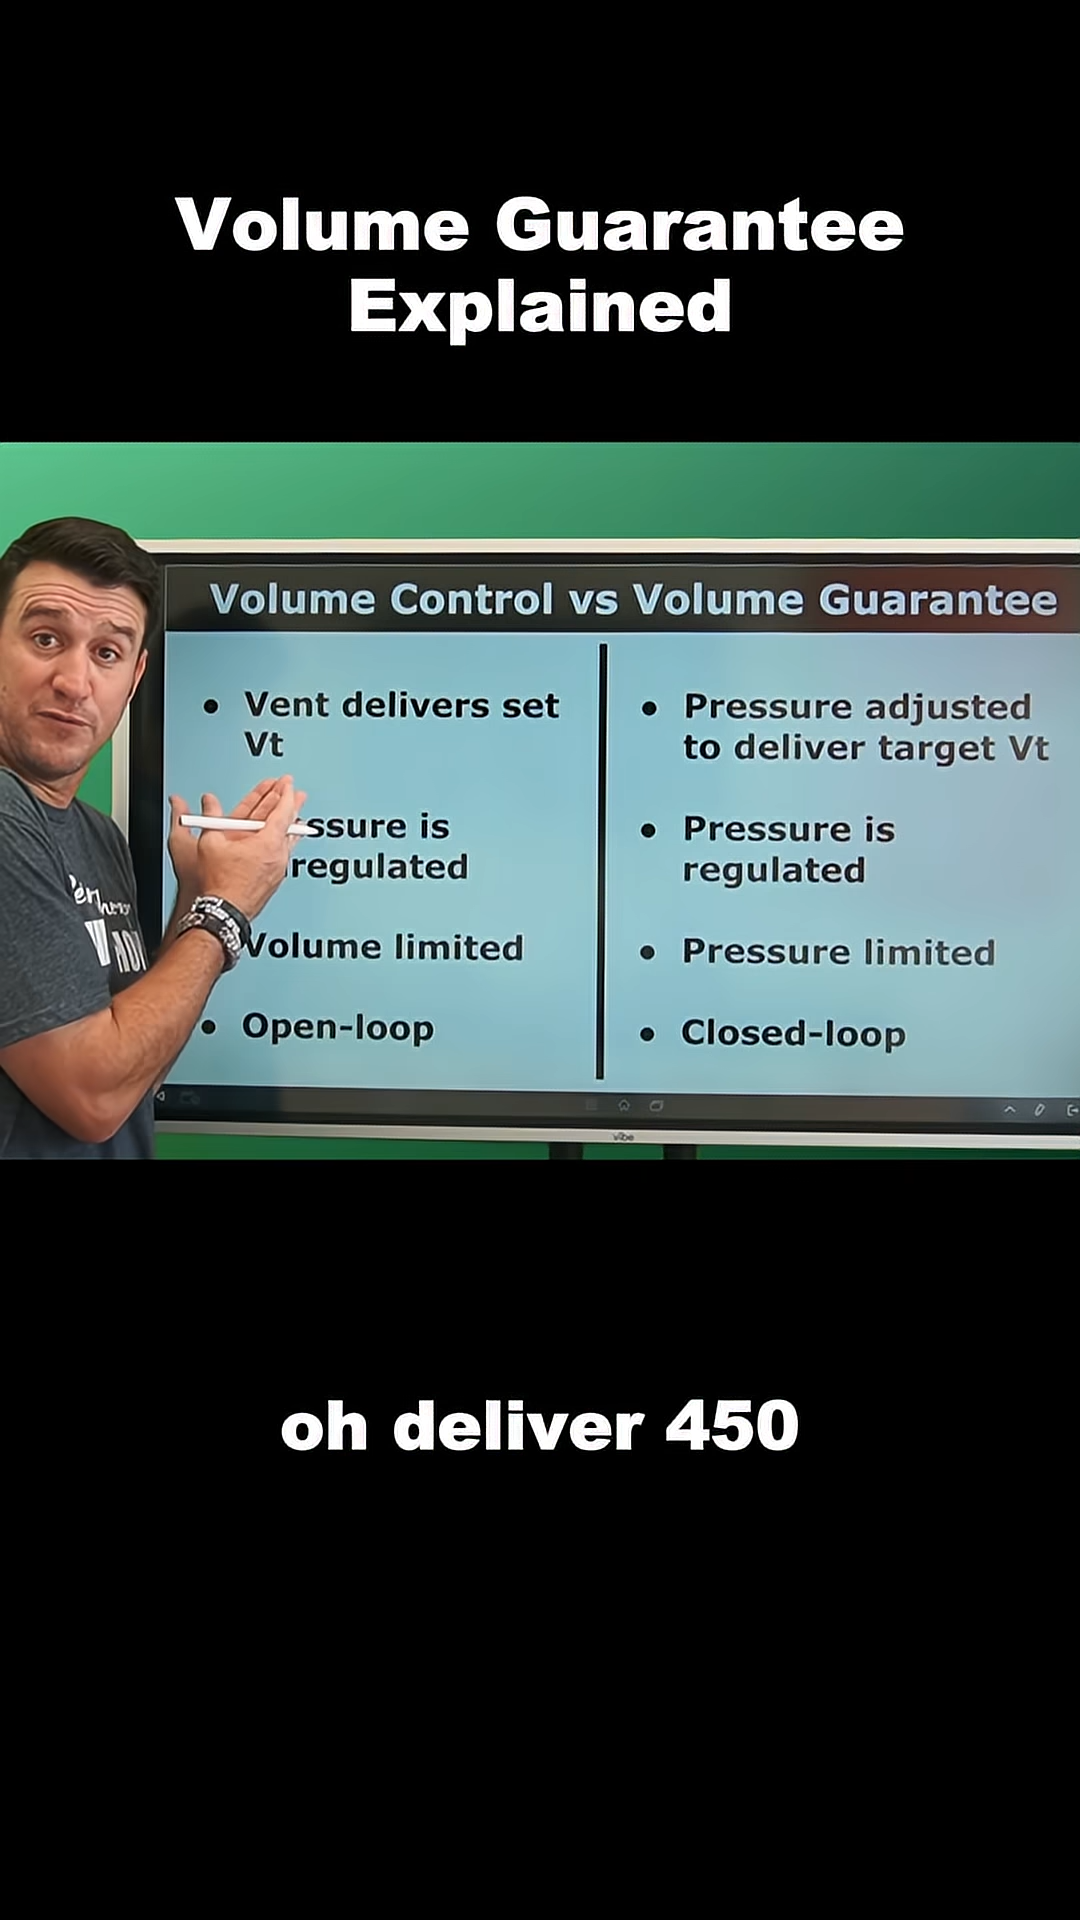 Volume Guarantee
Explained
Volume Control vs Volume Guarantee
• Vent delivers set
Vt
ssure is
regulated
Volume limited
• Open-loop
• Pressure adjusted
to deliver target Vt
• Pressure is
regulated
• Pressure limited
• Closed-loop
vibe
oh deliver 450